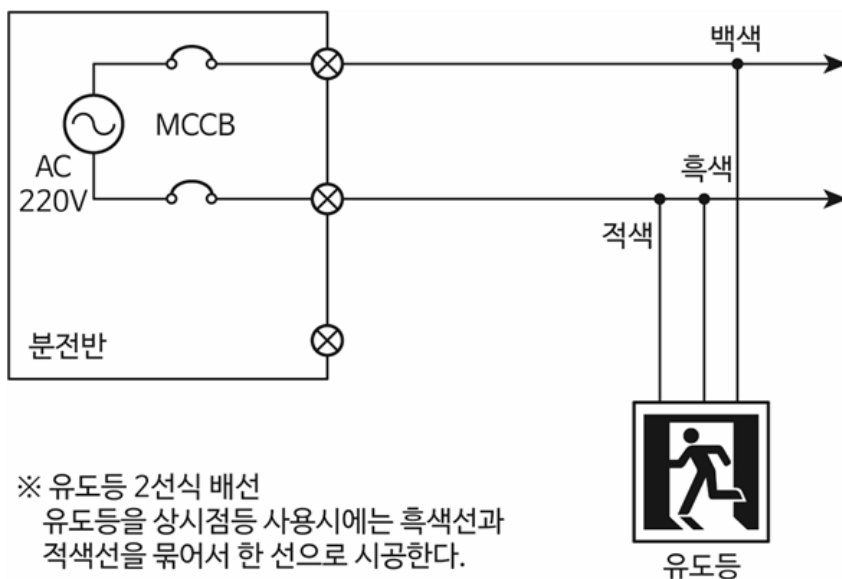 백색
MCCB
AC
220V
흑색
적색
분전반
※ 유도등 2선식 배선
유도등을 상시점등 사용시에는 흑색선과
적색선을 묶어서 한 선으로 시공한다.
유도등